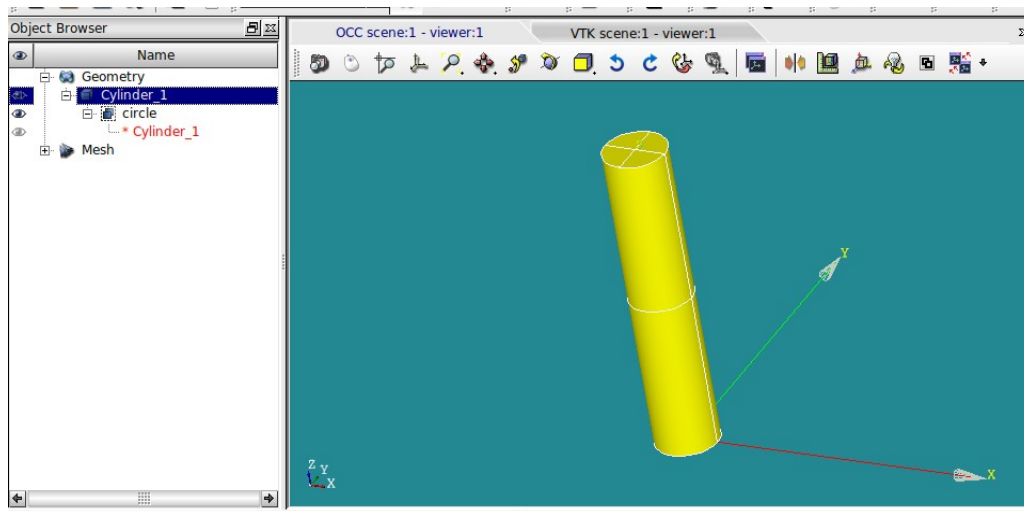 Object Browser
OCC scene:1 - viewer:1
VTK scene:1 - viewer:1
Name
Geometry
Cylinder_1
circle
* Cylinder_1
Mesh
Y
X
Z
Y
X